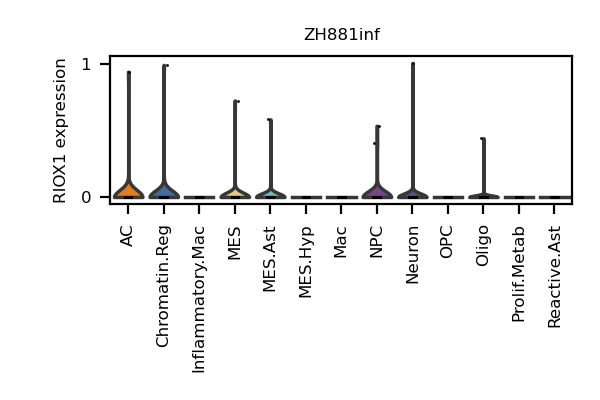 ZH881inf
RIOX1 expression
1
0
AC
Chromatin.Reg
Inflammatory.Mac
MES
MES.Ast
MES.Hyp
Mac
NPC
Neuron
OPC
Oligo
Prolif.Metab
Reactive.Ast